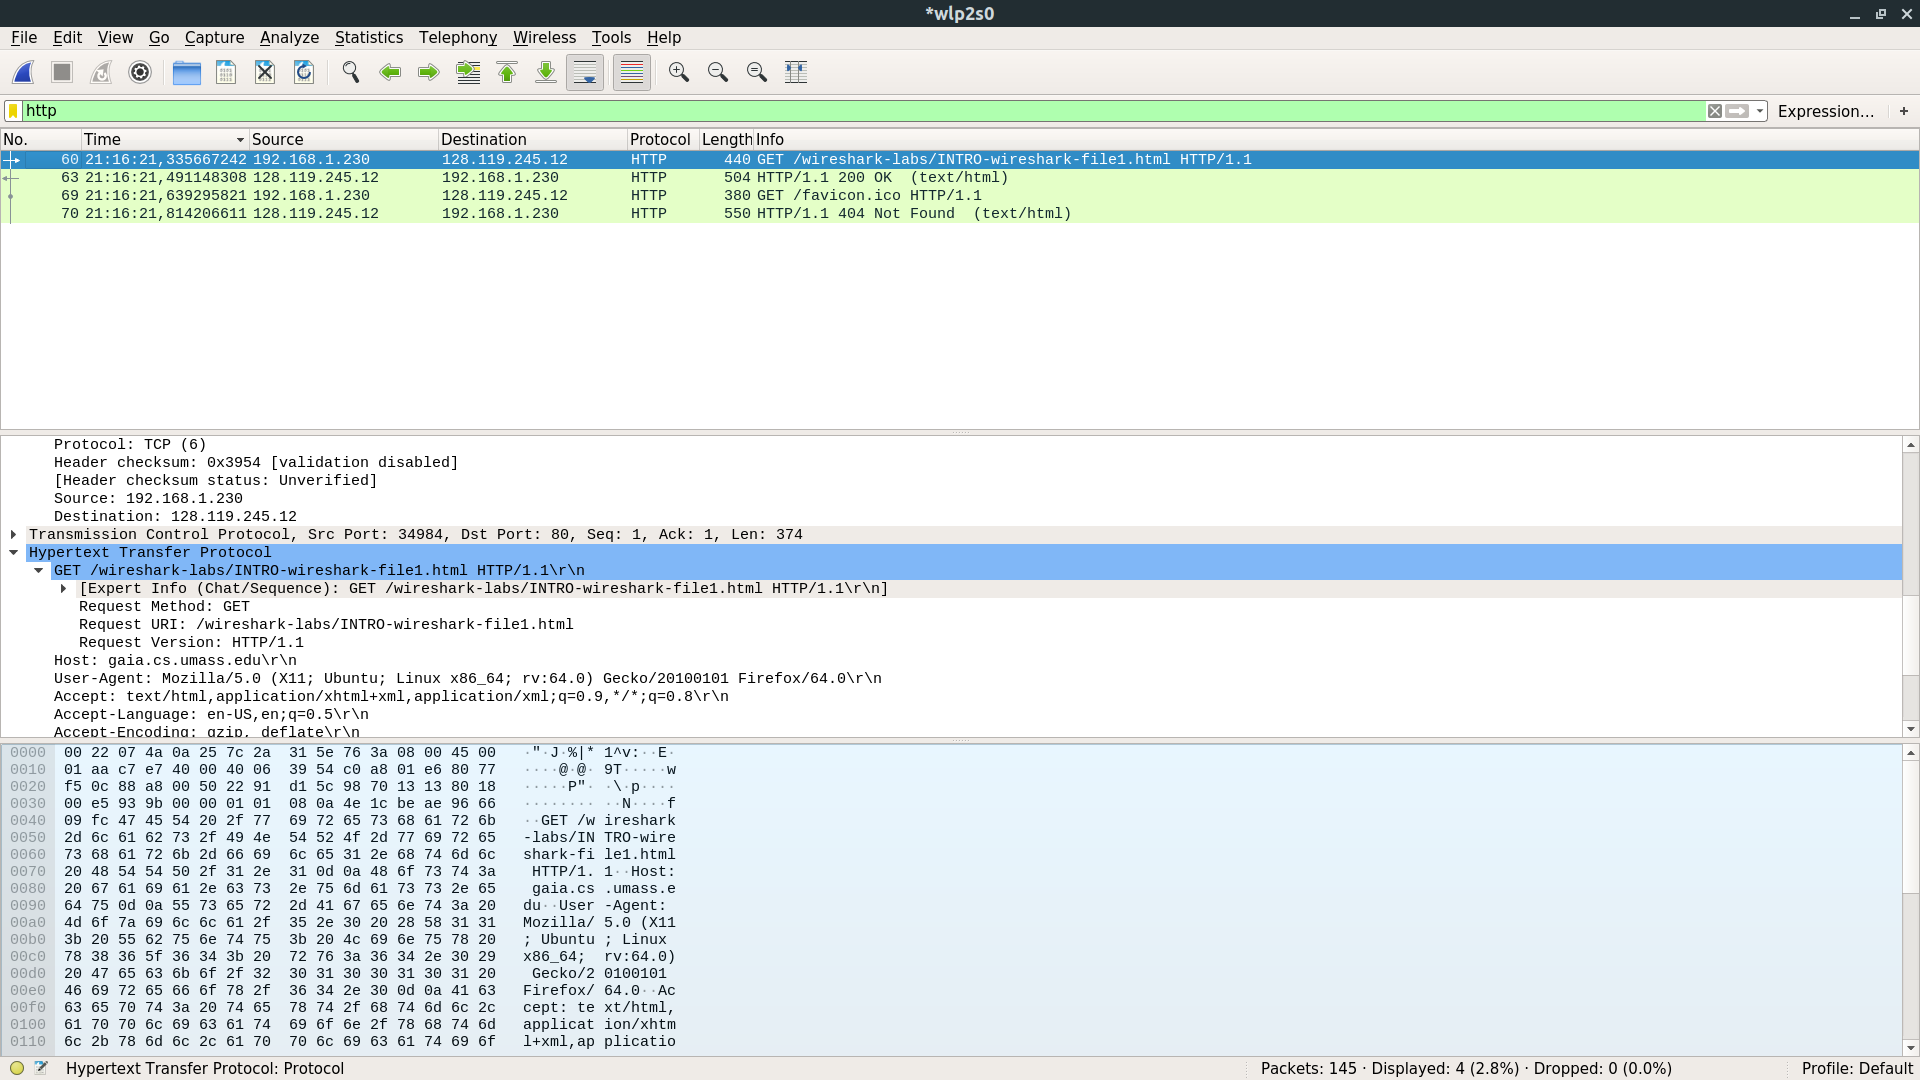 *wlp2s0
File Edit View Go Capture Analyze Statistics Telephony Wireless Tools Help
http Expression… +
No. Time Source Destination Protocol Length Info
60 21:16:21,335667242 192.168.1.230 128.119.245.12 HTTP 440 GET /wireshark-labs/INTRO-wireshark-file1.html HTTP/1.1
63 21:16:21,491148308 128.119.245.12 192.168.1.230 HTTP 504 HTTP/1.1 200 OK  (text/html)
69 21:16:21,639295821 192.168.1.230 128.119.245.12 HTTP 380 GET /favicon.ico HTTP/1.1
70 21:16:21,814206611 128.119.245.12 192.168.1.230 HTTP 550 HTTP/1.1 404 Not Found  (text/html)
Protocol: TCP (6)
Header checksum: 0x3954 [validation disabled]
[Header checksum status: Unverified]
Source: 192.168.1.230
Destination: 128.119.245.12
Transmission Control Protocol, Src Port: 34984, Dst Port: 80, Seq: 1, Ack: 1, Len: 374
Hypertext Transfer Protocol
GET /wireshark-labs/INTRO-wireshark-file1.html HTTP/1.1\r\n
[Expert Info (Chat/Sequence): GET /wireshark-labs/INTRO-wireshark-file1.html HTTP/1.1\r\n]
Request Method: GET
Request URI: /wireshark-labs/INTRO-wireshark-file1.html
Request Version: HTTP/1.1
Host: gaia.cs.umass.edu\r\n
User-Agent: Mozilla/5.0 (X11; Ubuntu; Linux x86_64; rv:64.0) Gecko/20100101 Firefox/64.0\r\n
Accept: text/html,application/xhtml+xml,application/xml;q=0.9,*/*;q=0.8\r\n
Accept-Language: en-US,en;q=0.5\r\n
Accept-Encoding: gzip, deflate\r\n
0000 00 22 07 4a 0a 25 7c 2a 31 5e 76 3a 08 00 45 00 ·"·J·%|* 1^v:··E·
0010 01 aa c7 e7 40 00 40 06 39 54 c0 a8 01 e6 80 77 ····@·@· 9T·····w
0020 f5 0c 88 a8 00 50 22 91 d1 5c 98 70 13 13 80 18 ·····P"· ·\·p····
0030 00 e5 93 9b 00 00 01 01 08 0a 4e 1c be ae 96 66 ········ ··N····f
0040 09 fc 47 45 54 20 2f 77 69 72 65 73 68 61 72 6b ··GET /w ireshark
0050 2d 6c 61 62 73 2f 49 4e 54 52 4f 2d 77 69 72 65 -labs/IN TRO-wire
0060 73 68 61 72 6b 2d 66 69 6c 65 31 2e 68 74 6d 6c shark-fi le1.html
0070 20 48 54 54 50 2f 31 2e 31 0d 0a 48 6f 73 74 3a HTTP/1. 1··Host:
0080 20 67 61 69 61 2e 63 73 2e 75 6d 61 73 73 2e 65 gaia.cs .umass.e
0090 64 75 0d 0a 55 73 65 72 2d 41 67 65 6e 74 3a 20 du··User -Agent:
00a0 4d 6f 7a 69 6c 6c 61 2f 35 2e 30 20 28 58 31 31 Mozilla/ 5.0 (X11
00b0 3b 20 55 62 75 6e 74 75 3b 20 4c 69 6e 75 78 20 ; Ubuntu ; Linux
00c0 78 38 36 5f 36 34 3b 20 72 76 3a 36 34 2e 30 29 x86_64; rv:64.0)
00d0 20 47 65 63 6b 6f 2f 32 30 31 30 30 31 30 31 20 Gecko/2 0100101
00e0 46 69 72 65 66 6f 78 2f 36 34 2e 30 0d 0a 41 63 Firefox/ 64.0··Ac
00f0 63 65 70 74 3a 20 74 65 78 74 2f 68 74 6d 6c 2c cept: te xt/html,
0100 61 70 70 6c 69 63 61 74 69 6f 6e 2f 78 68 74 6d applicat ion/xhtm
0110 6c 2b 78 6d 6c 2c 61 70 70 6c 69 63 61 74 69 6f l+xml,ap plicatio
Hypertext Transfer Protocol: Protocol Packets: 145 · Displayed: 4 (2.8%) · Dropped: 0 (0.0%) Profile: Default